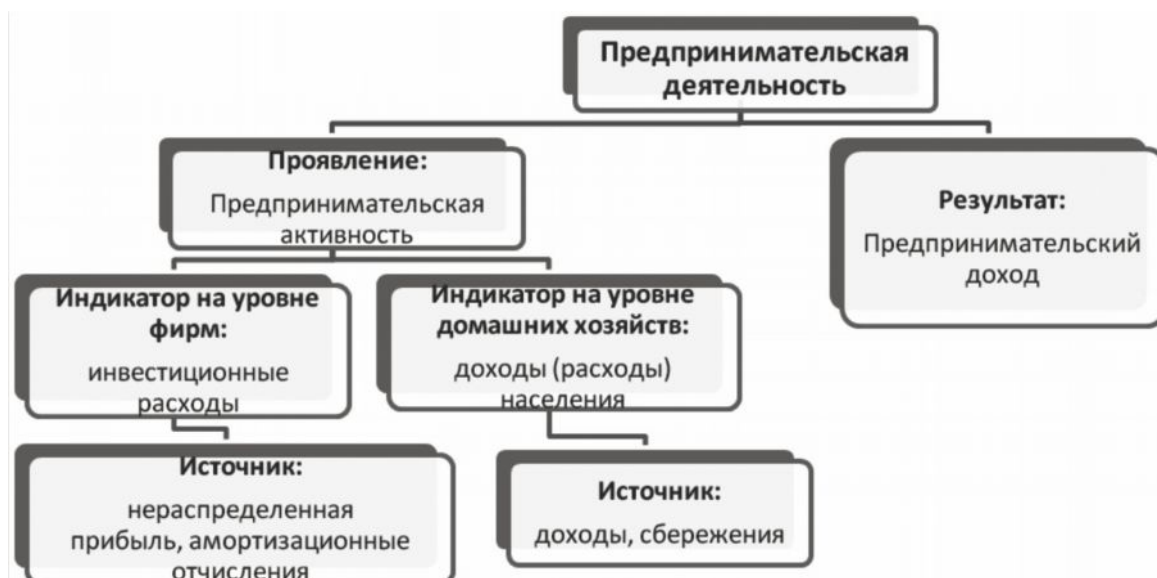 Предпринимательская
деятельность
Проявление:
Предпринимательская
активность
Результат:
Предпринимательский
доход
Индикатор на уровне
фирм:
инвестиционные
расходы
Индикатор на уровне
домашних хозяйств:
доходы (расходы)
населения
Источник:
нераспределенная
прибыль, амортизационные
отчисления
Источник:
доходы, сбережения